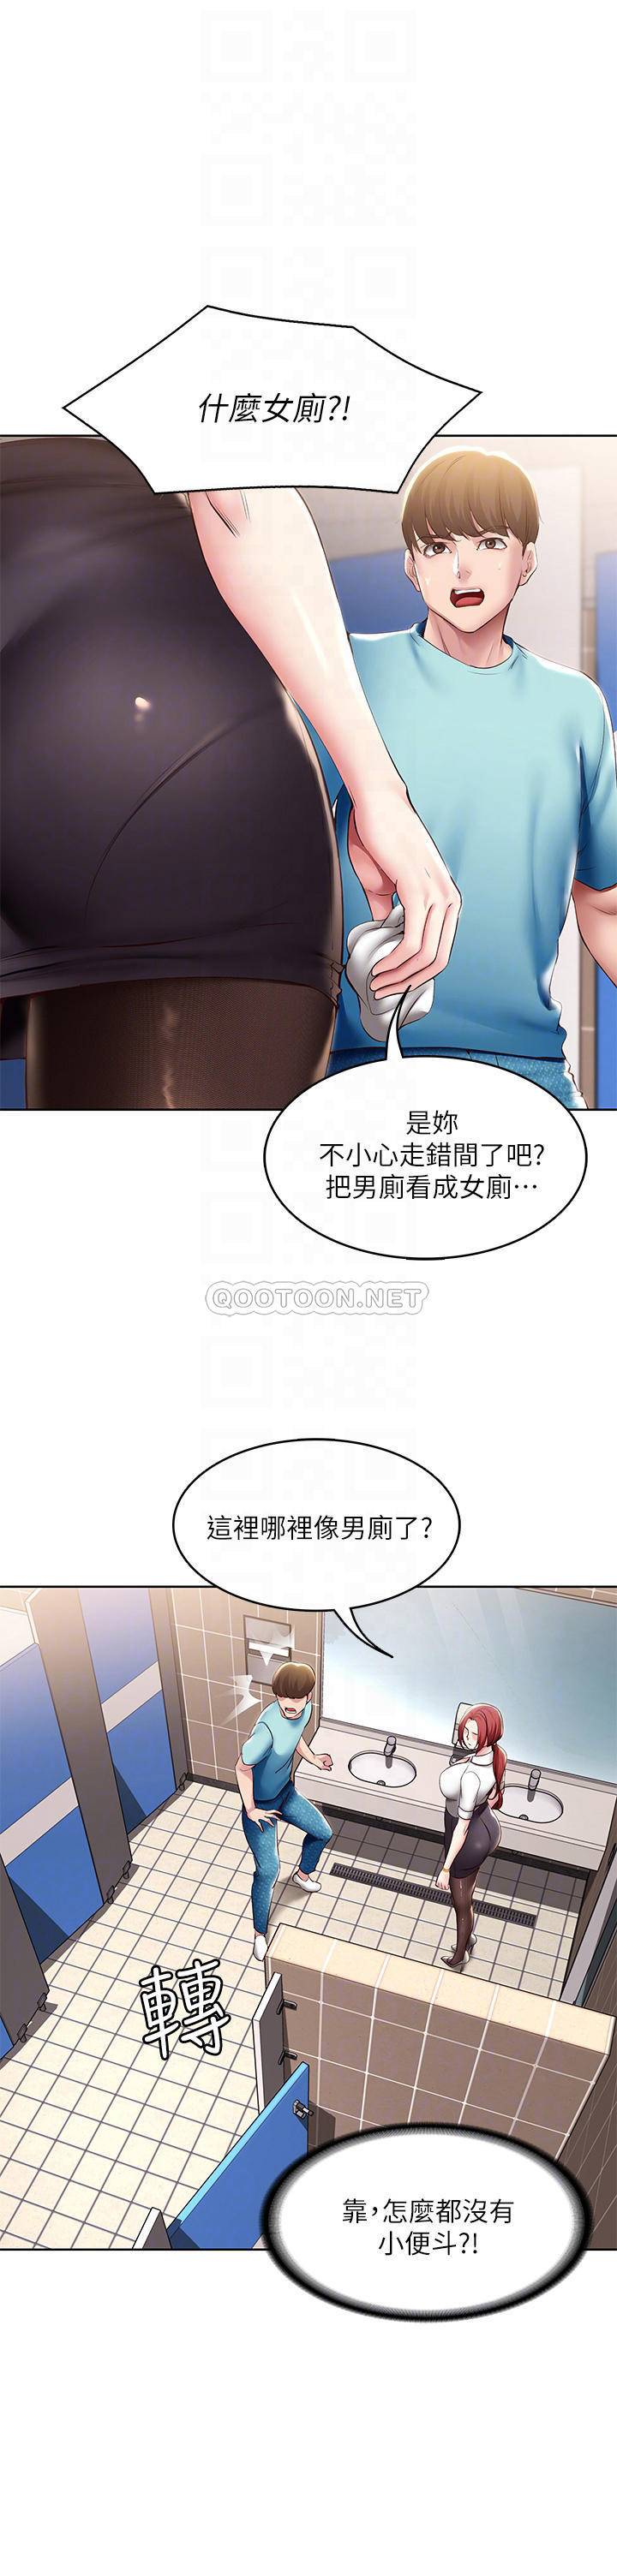 什麼女廁?!
是妳
不小心走錯間了吧?
把男廁看成女廁…
QOOTOON.NET
這裡哪裡像男廁了?
轉
靠,怎麼都沒有
小便斗?!